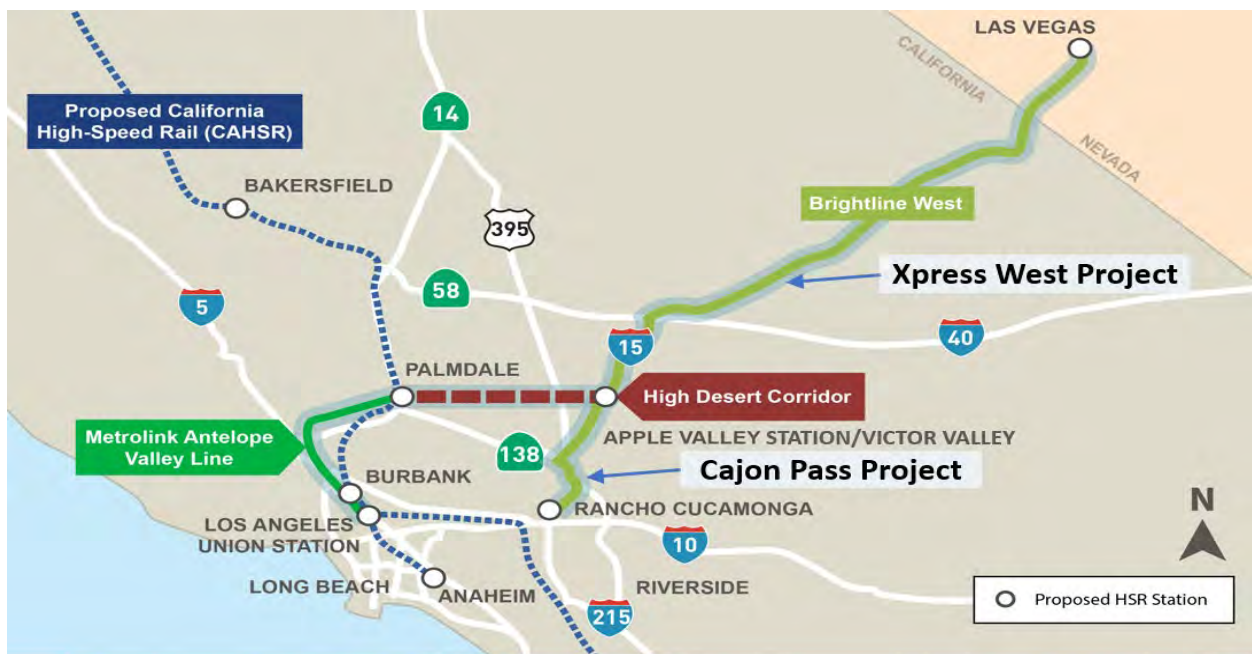 LAS VEGAS
CALIFORNIA
NEVADA
Proposed California
High-Speed Rail (CAHSR)
14
BAKERSFIELD
395
Brightline West
Xpress West Project
5
58
15
40
PALMDALE
High Desert Corridor
Metrolink Antelope
Valley Line
138
APPLE VALLEY STATION/VICTOR VALLEY
Cajon Pass Project
BURBANK
RANCHO CUCAMONGA
LOS ANGELES
UNION STATION
10
N
LONG BEACH
ANAHEIM
RIVERSIDE
215
Proposed HSR Station